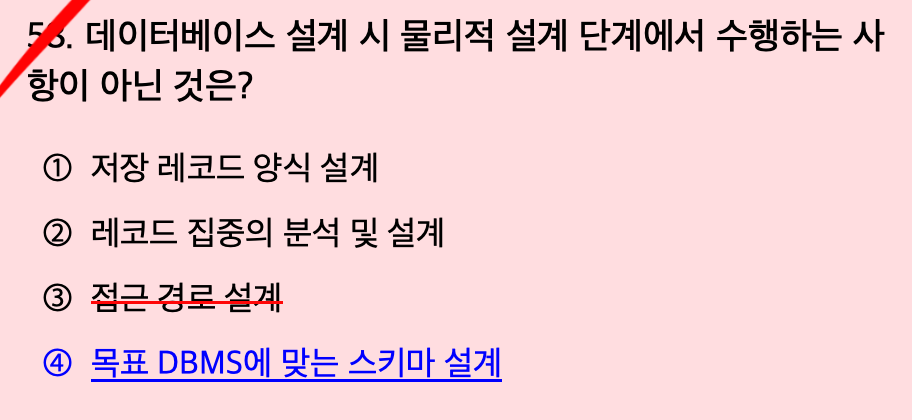 58. 데이터베이스 설계 시 물리적 설계 단계에서 수행하는 사
항이 아닌 것은?
① 저장 레코드 양식 설계
② 레코드 집중의 분석 및 설계
③ 접근 경로 설계
④ 목표 DBMS에 맞는 스키마 설계